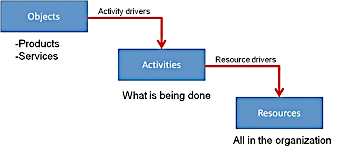 Objects
Activity drivers
-Products
-Services
Activities
Resource drivers
What is being done
Resources
All in the organization